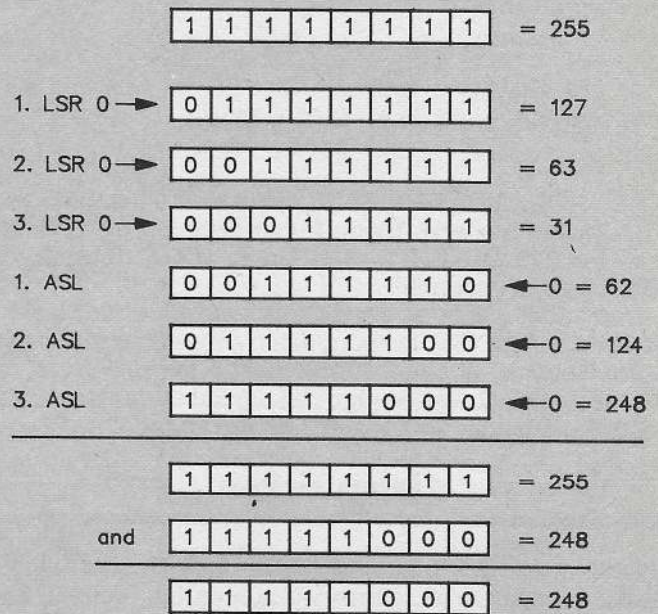 1 1 1 1 1 1 1 1 = 255
1. LSR 0 → 0 1 1 1 1 1 1 1 = 127
2. LSR 0 → 0 0 1 1 1 1 1 1 = 63
3. LSR 0 → 0 0 0 1 1 1 1 1 = 31
1. ASL 0 0 1 1 1 1 1 0 ← 0 = 62
2. ASL 0 1 1 1 1 1 0 0 ← 0 = 124
3. ASL 1 1 1 1 1 0 0 0 ← 0 = 248
1 1 1 1 1 1 1 1 = 255
and 1 1 1 1 1 0 0 0 = 248
1 1 1 1 1 0 0 0 = 248